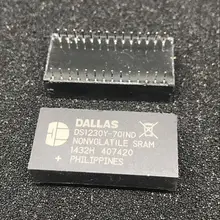 DALLAS
DS1230Y-70IND
NONVOLATILE SRAM
1432H 407420
+ PHILIPPINES